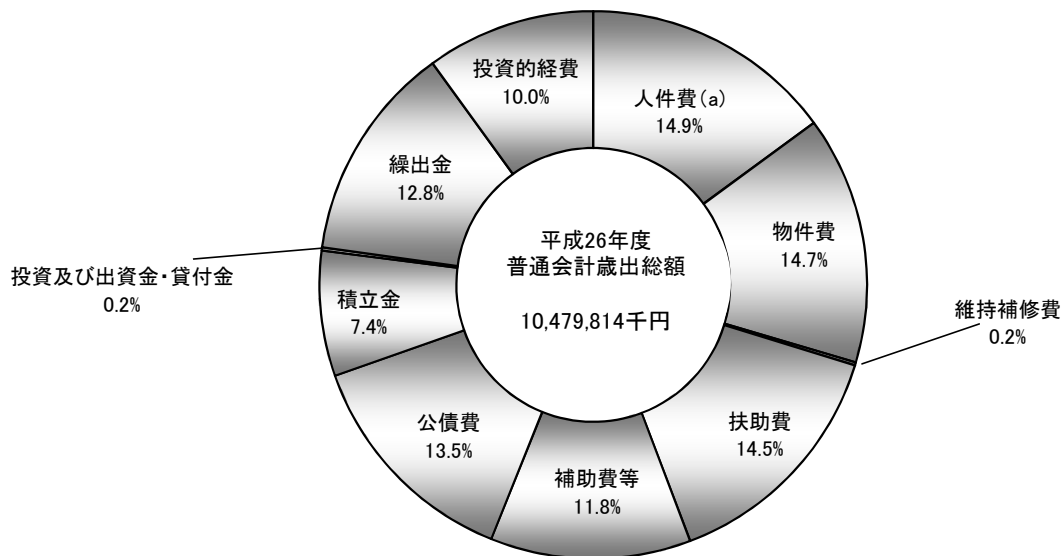 人件費(a)
14.9%
物件費
14.7%
維持補修費
0.2%
扶助費
14.5%
補助費等
11.8%
公債費
13.5%
積立金
7.4%
投資及び出資金・貸付金
0.2%
繰出金
12.8%
投資的経費
10.0%
平成26年度
普通会計歳出総額
10,479,814千円